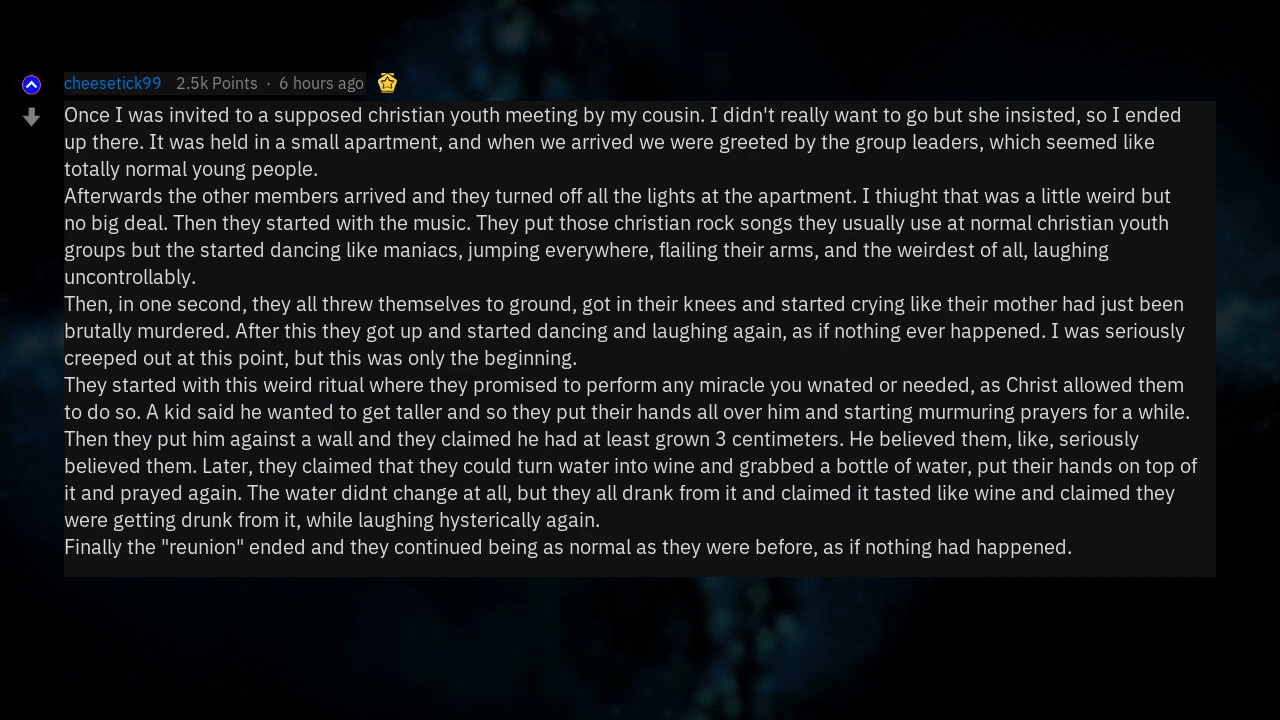 cheesetick99 2.5k Points · 6 hours ago
Once I was invited to a supposed christian youth meeting by my cousin. I didn't really want to go but she insisted, so I ended
up there. It was held in a small apartment, and when we arrived we were greeted by the group leaders, which seemed like
totally normal young people.
Afterwards the other members arrived and they turned off all the lights at the apartment. I thiught that was a little weird but
no big deal. Then they started with the music. They put those christian rock songs they usually use at normal christian youth
groups but the started dancing like maniacs, jumping everywhere, flailing their arms, and the weirdest of all, laughing
uncontrollably.
Then, in one second, they all threw themselves to ground, got in their knees and started crying like their mother had just been
brutally murdered. After this they got up and started dancing and laughing again, as if nothing ever happened. I was seriously
creeped out at this point, but this was only the beginning.
They started with this weird ritual where they promised to perform any miracle you wnated or needed, as Christ allowed them
to do so. A kid said he wanted to get taller and so they put their hands all over him and starting murmuring prayers for a while.
Then they put him against a wall and they claimed he had at least grown 3 centimeters. He believed them, like, seriously
believed them. Later, they claimed that they could turn water into wine and grabbed a bottle of water, put their hands on top of
it and prayed again. The water didnt change at all, but they all drank from it and claimed it tasted like wine and claimed they
were getting drunk from it, while laughing hysterically again.
Finally the "reunion" ended and they continued being as normal as they were before, as if nothing had happened.